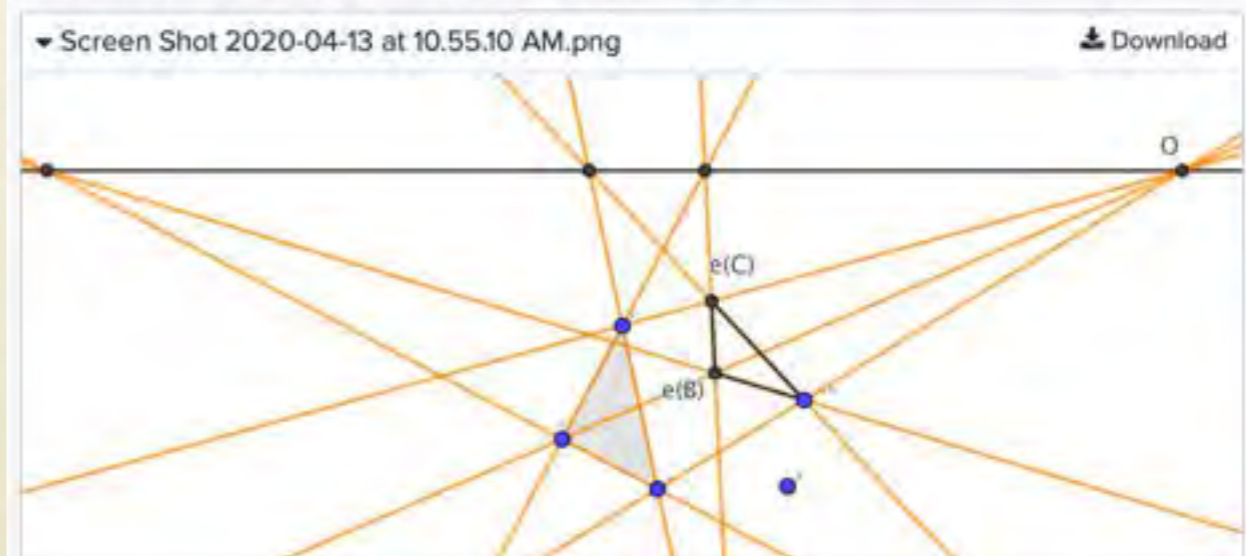 Screen Shot 2020-04-13 at 10.55.10 AM.png
Download
O
e(C)
e(B)